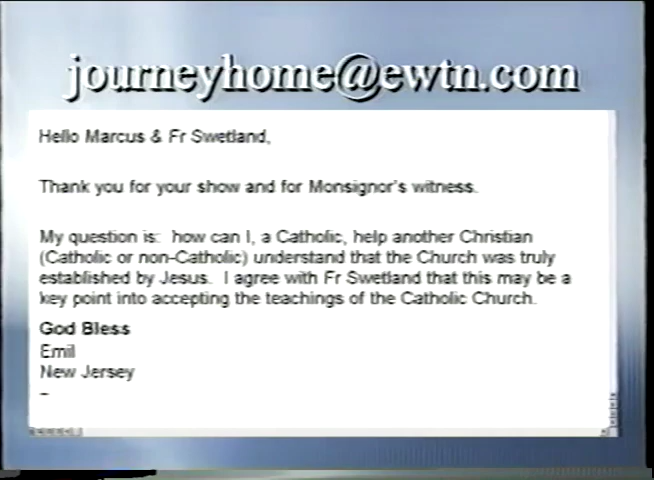 journeyhome@ewtn.com
Hello Marcus & Fr Swetland,
Thank you for your show and for Monsignor's witness.
My question is: how can I, a Catholic, help another Christian
(Catholic or non-Catholic) understand that the Church was truly
established by Jesus. I agree with Fr Swetland that this may be a
key point into accepting the teachings of the Catholic Church.
God Bless
Emil
New Jersey
–